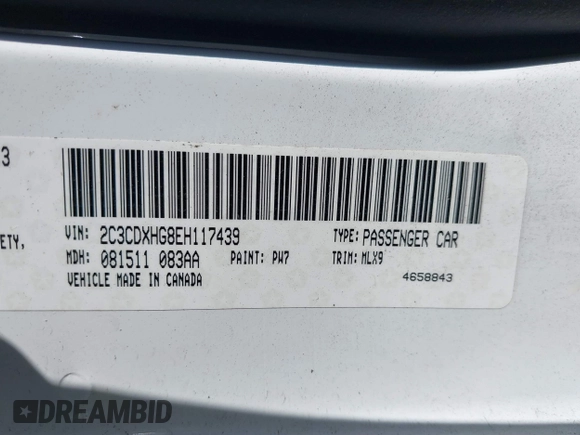 3
ETY,
VIN: 2C3CDXHG8EH117439 TYPE: PASSENGER CAR
MDH: 081511 083AA PAINT: PW7 TRIM: MLX9
VEHICLE MADE IN CANADA 4658843
DREAMBID